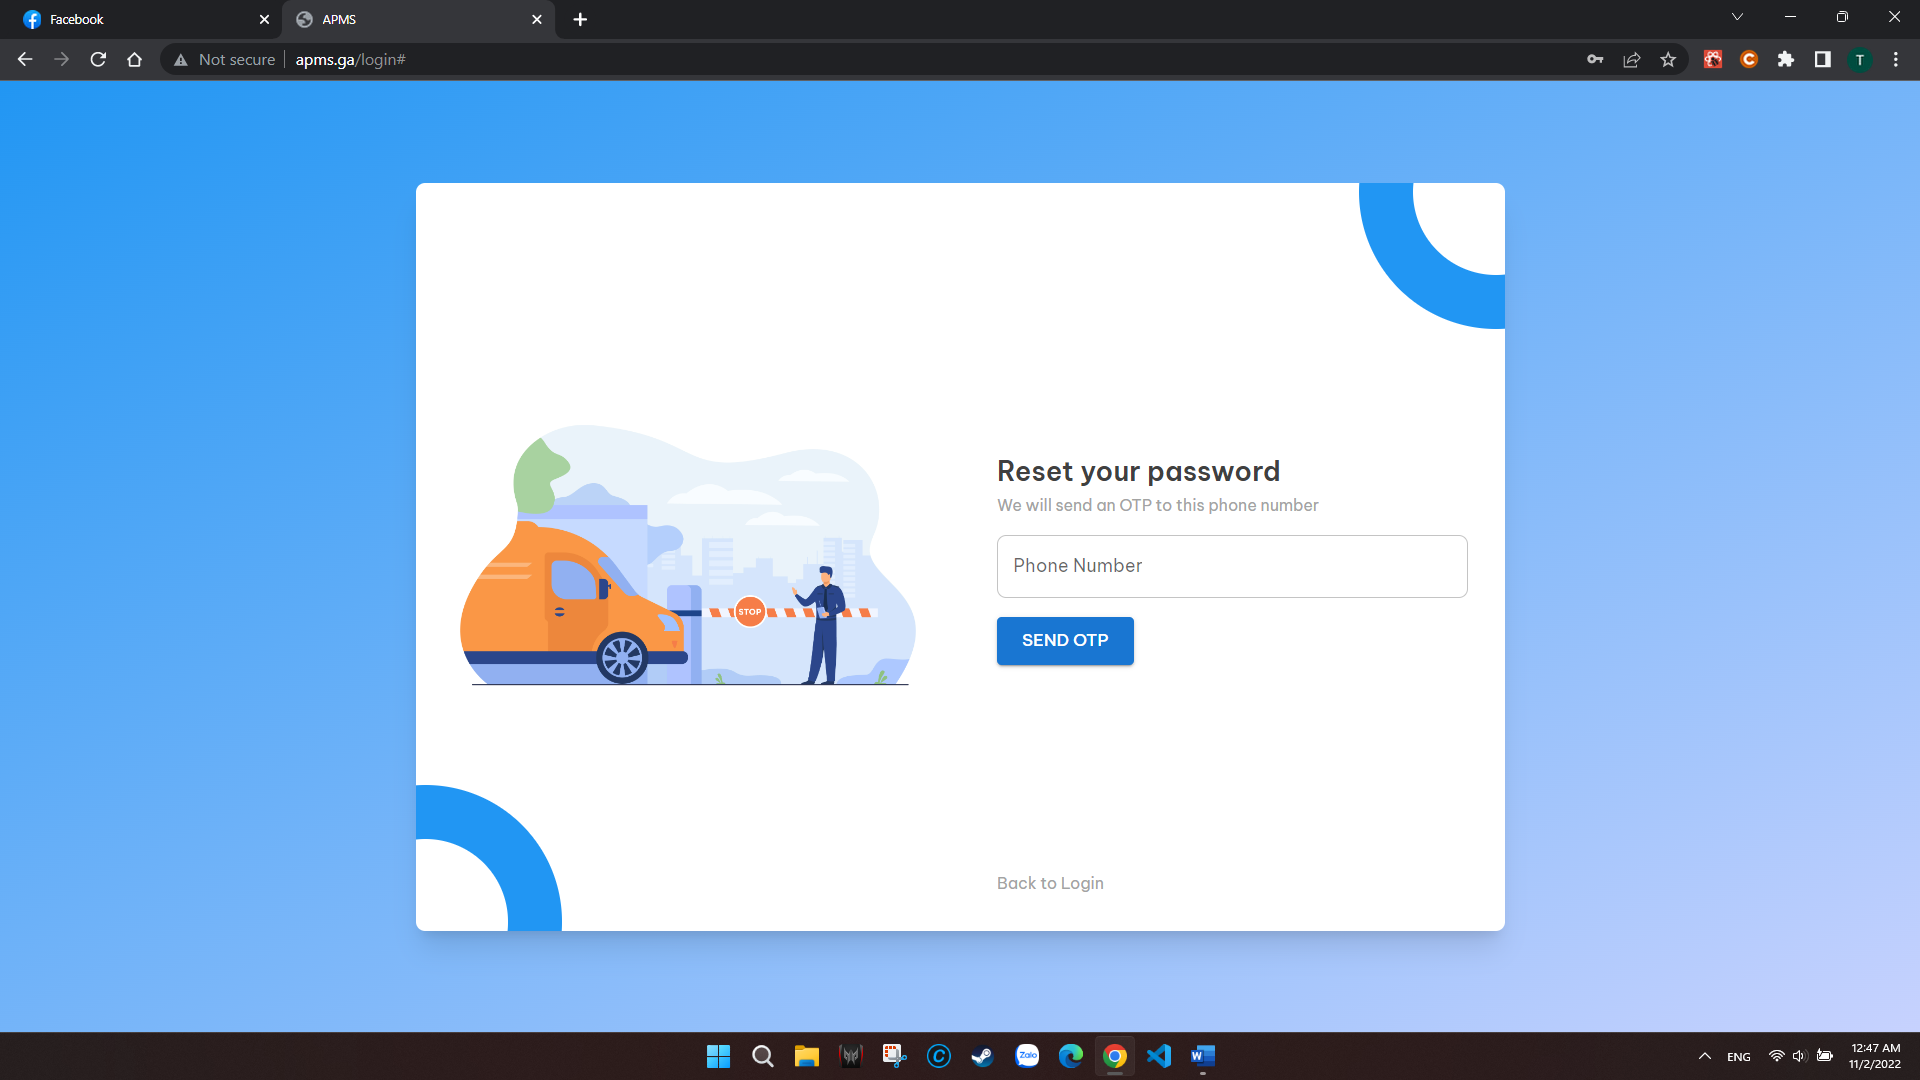 Facebook
APMS
Not secure
apms.ga/login#
T
STOP
Reset your password
We will send an OTP to this phone number
Phone Number
SEND OTP
Back to Login
Zalo
W
ENG
12:47 AM
11/2/2022